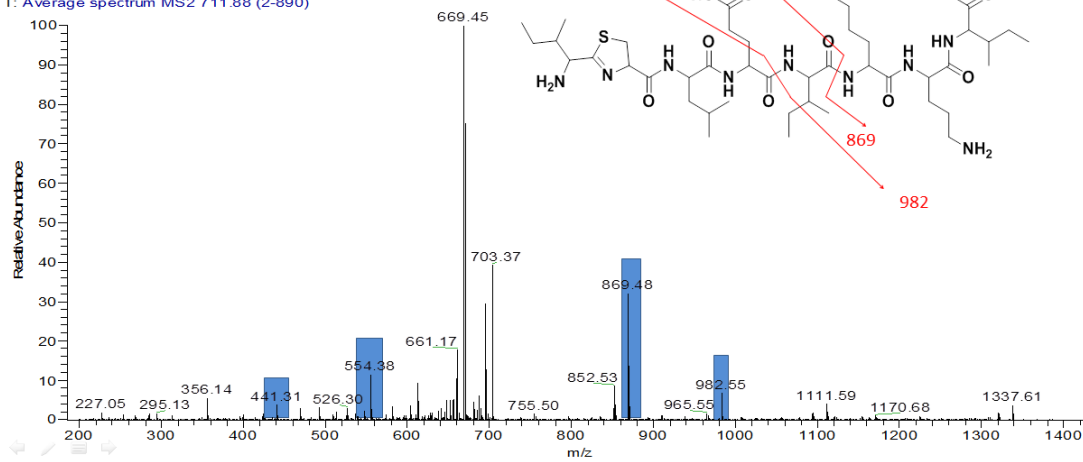 1: Average spectrum MS2 711.88 (2-890)
Relative Abundance
100
90
80
70
60
50
40
30
20
10
0
669.45
703.37
661.17
869.48
554.38
852.53
982.55
441.31
356.14
227.05
295.13
526.30
755.50
965.55
1111.59
1170.68
1337.61
200 300 400 500 600 700 800 900 1000 1100 1200 1300 1400
m/z
S
N
H₂N
O
H
N
O
N
H
O
H
N
O
N
H
O
H
N
O
HN
O
NH₂
869
982